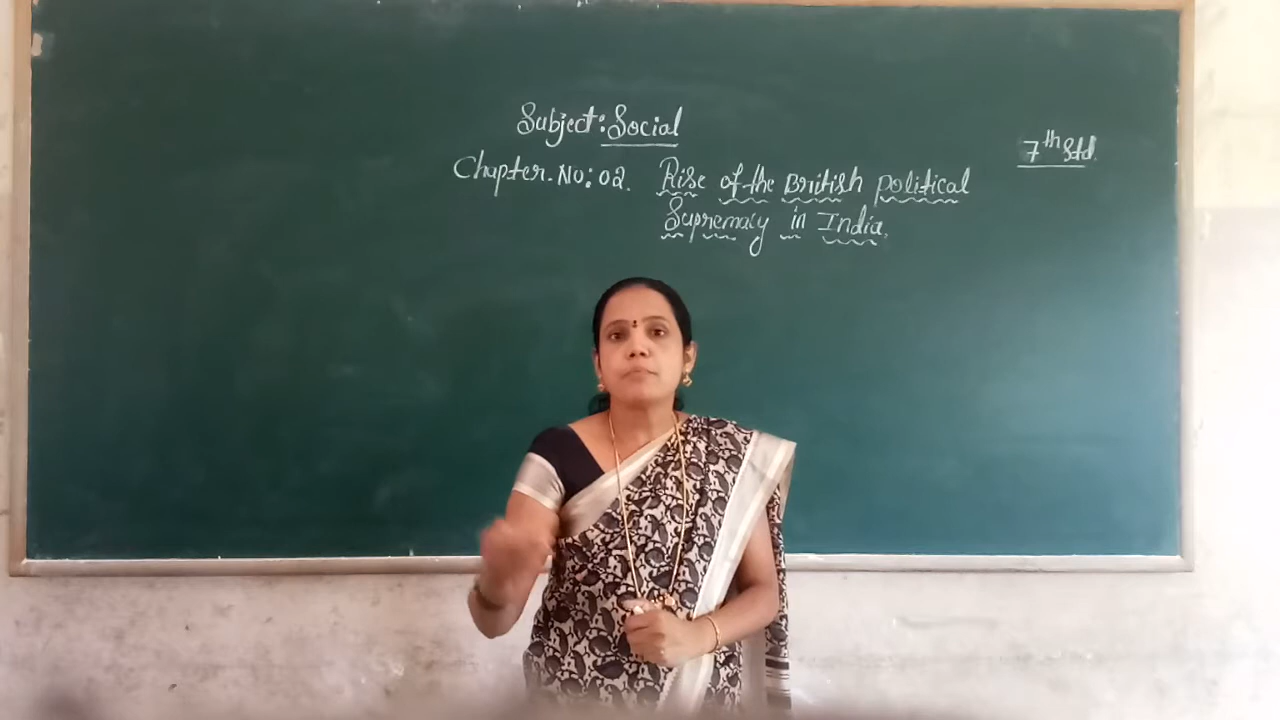 Subject: Social
7th Std.
Chapter. No: 02. Rise of the British political
Supremacy in India.